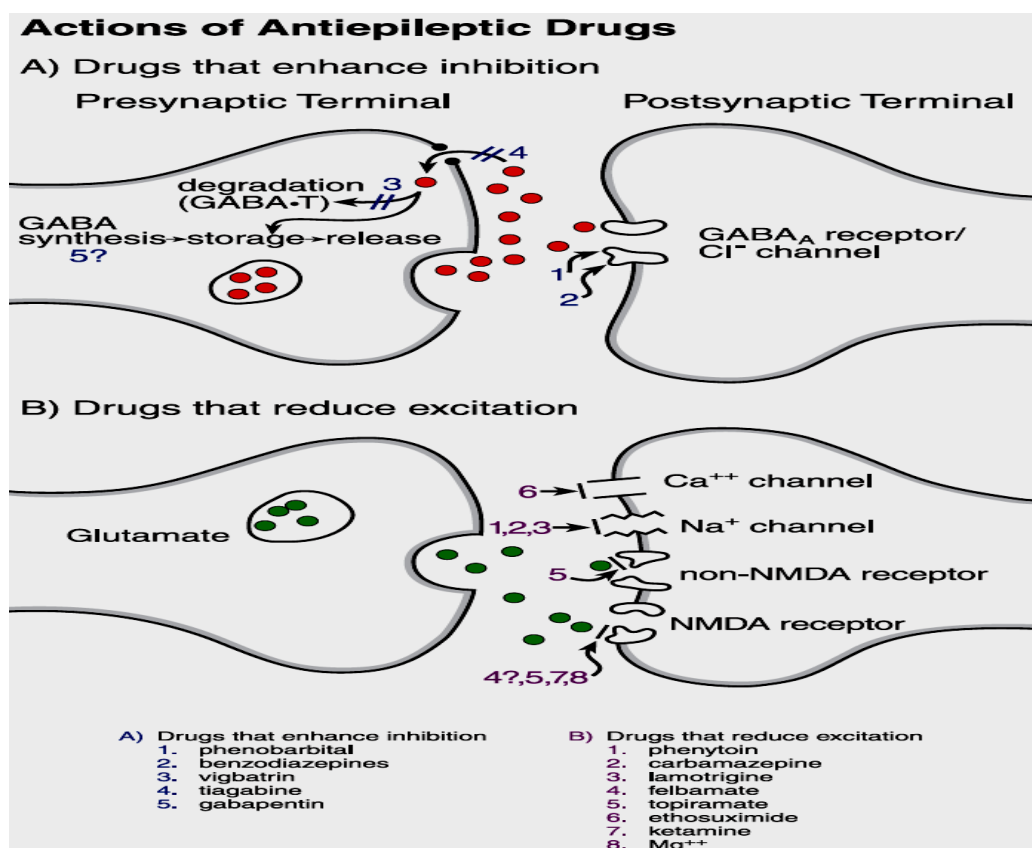 Actions of Antiepileptic Drugs
A) Drugs that enhance inhibition
Presynaptic Terminal
Postsynaptic Terminal
4
3
degradation
(GABA•T)
GABA
synthesis→storage→release
5?
GABAA receptor/
Cl⁻ channel
1
2
B) Drugs that reduce excitation
Glutamate
6
Ca⁺⁺ channel
1,2,3
Na⁺ channel
5
non-NMDA receptor
NMDA receptor
4?,5,7,8
A) Drugs that enhance inhibition
1. phenobarbital
2. benzodiazepines
3. vigbatrin
4. tiagabine
5. gabapentin
B) Drugs that reduce excitation
1. phenytoin
2. carbamazepine
3. lamotrigine
4. felbamate
5. topiramate
6. ethosuximide
7. ketamine
8. Mg⁺⁺